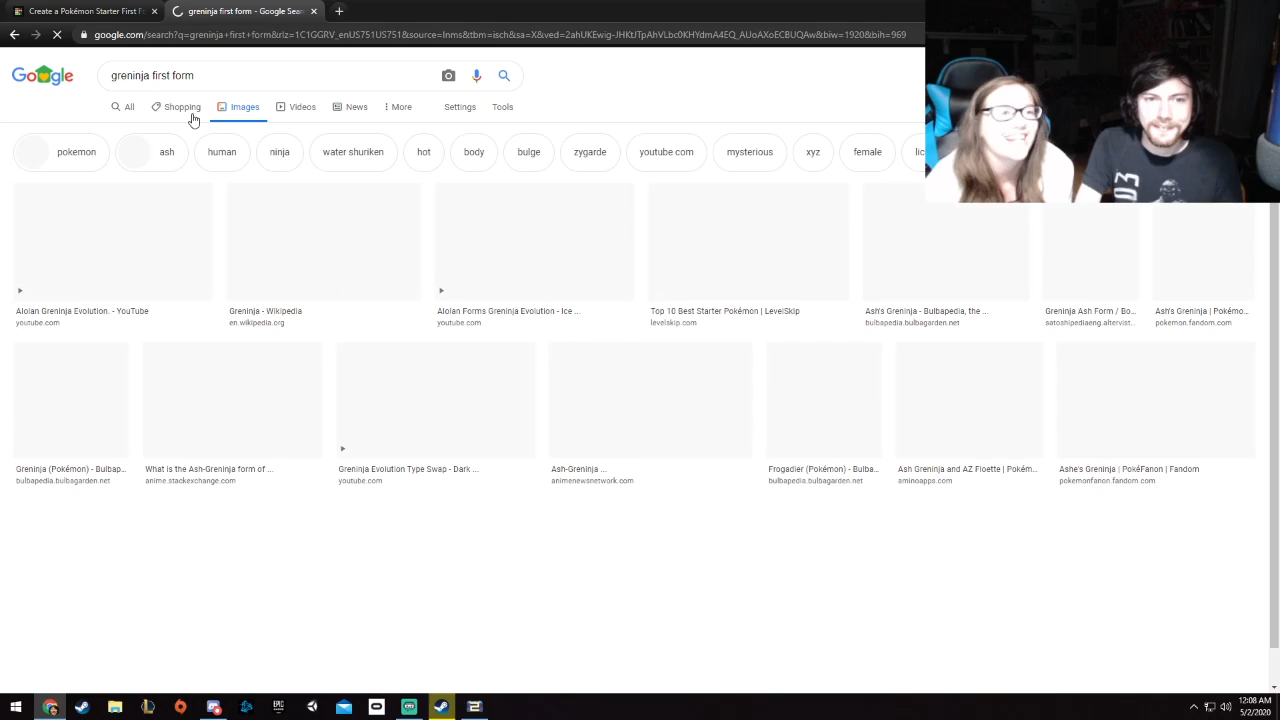 Create a Pokémon Starter First F
greninja first form - Google Sea
google.com/search?q=greninja+first+form&rlz=1C1GGRV_enUS751US751&source=lnms&tbm=isch&sa=X&ved=2ahUKEwig-JHKtJTpAhVLbc0KHYdmA4EQ_AUoAXoECBUQAw&biw=1920&bih=969
Google
greninja first form
All Shopping Images Videos News More Settings Tools
pokemon ash human ninja water shuriken hot body bulge zygarde youtube com mysterious xyz female lic
Alolan Greninja Evolution. - YouTube
youtube.com
Greninja - Wikipedia
en.wikipedia.org
Alolan Forms Greninja Evolution - Ice ...
youtube.com
Top 10 Best Starter Pokémon | LevelSkip
levelskip.com
Ash's Greninja - Bulbapedia, the ...
bulbapedia.bulbagarden.net
Greninja Ash Form / Bo...
satoshipediaeng.altervist...
Ash's Greninja | Pokémo...
pokemon.fandom.com
Greninja (Pokémon) - Bulbap...
bulbapedia.bulbagarden.net
What is the Ash-Greninja form of ...
anime.stackexchange.com
Greninja Evolution Type Swap - Dark ...
youtube.com
Ash-Greninja ...
animenewsnetwork.com
Frogadier (Pokémon) - Bulba...
bulbapedia.bulbagarden.net
Ash Greninja and AZ Floette | Pokém...
aminoapps.com
Ashe's Greninja | PokéFanon | Fandom
pokemonfanon.fandom.com
EPIC
12:08 AM
5/2/2020